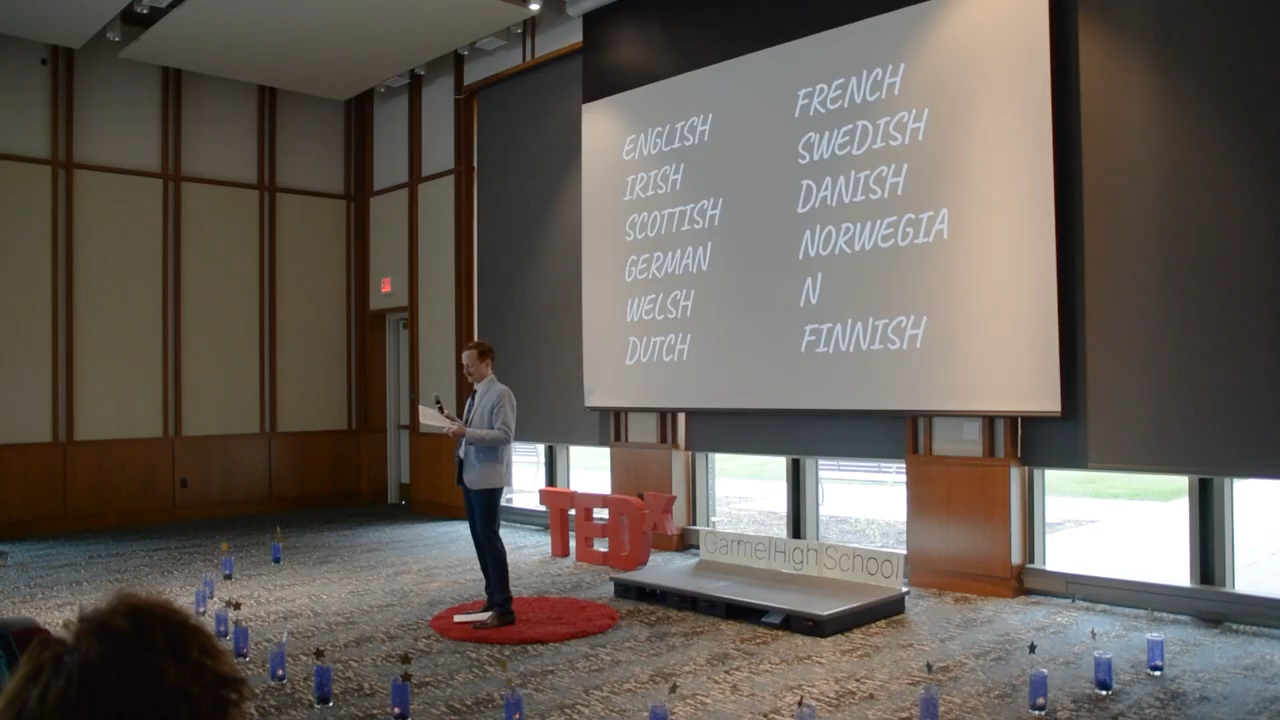 ENGLISH
IRISH
SCOTTISH
GERMAN
WELSH
DUTCH
FRENCH
SWEDISH
DANISH
NORWEGIA
N
FINNISH
TEDx
Carmel High School